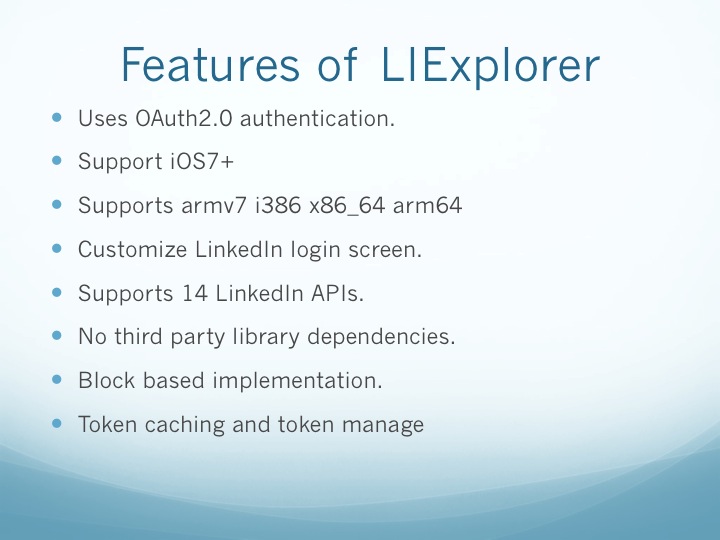 Features of LIExplorer
Uses OAuth2.0 authentication.
Support iOS7+
Supports armv7 i386 x86_64 arm64
Customize LinkedIn login screen.
Supports 14 LinkedIn APIs.
No third party library dependencies.
Block based implementation.
Token caching and token manage